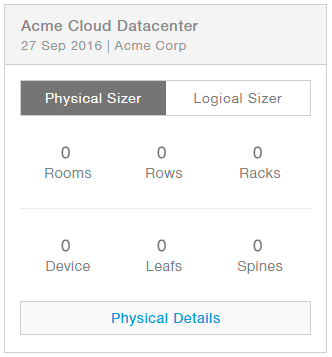 Acme Cloud Datacenter
27 Sep 2016 | Acme Corp
Physical Sizer Logical Sizer
0 0 0
Rooms Rows Racks
0 0 0
Device Leafs Spines
Physical Details